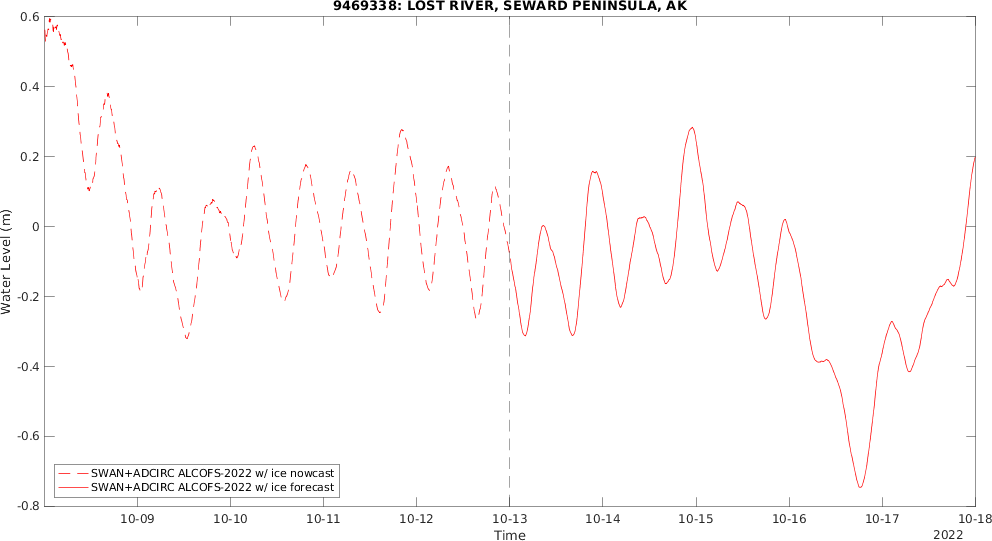 9469338: LOST RIVER, SEWARD PENINSULA, AK
0.6
0.4
0.2
0
-0.2
-0.4
-0.6
-0.8
Water Level (m)
SWAN+ADCIRC ALCOFS-2022 w/ ice nowcast
SWAN+ADCIRC ALCOFS-2022 w/ ice forecast
10-09 10-10 10-11 10-12 10-13 10-14 10-15 10-16 10-17 10-18
Time
2022